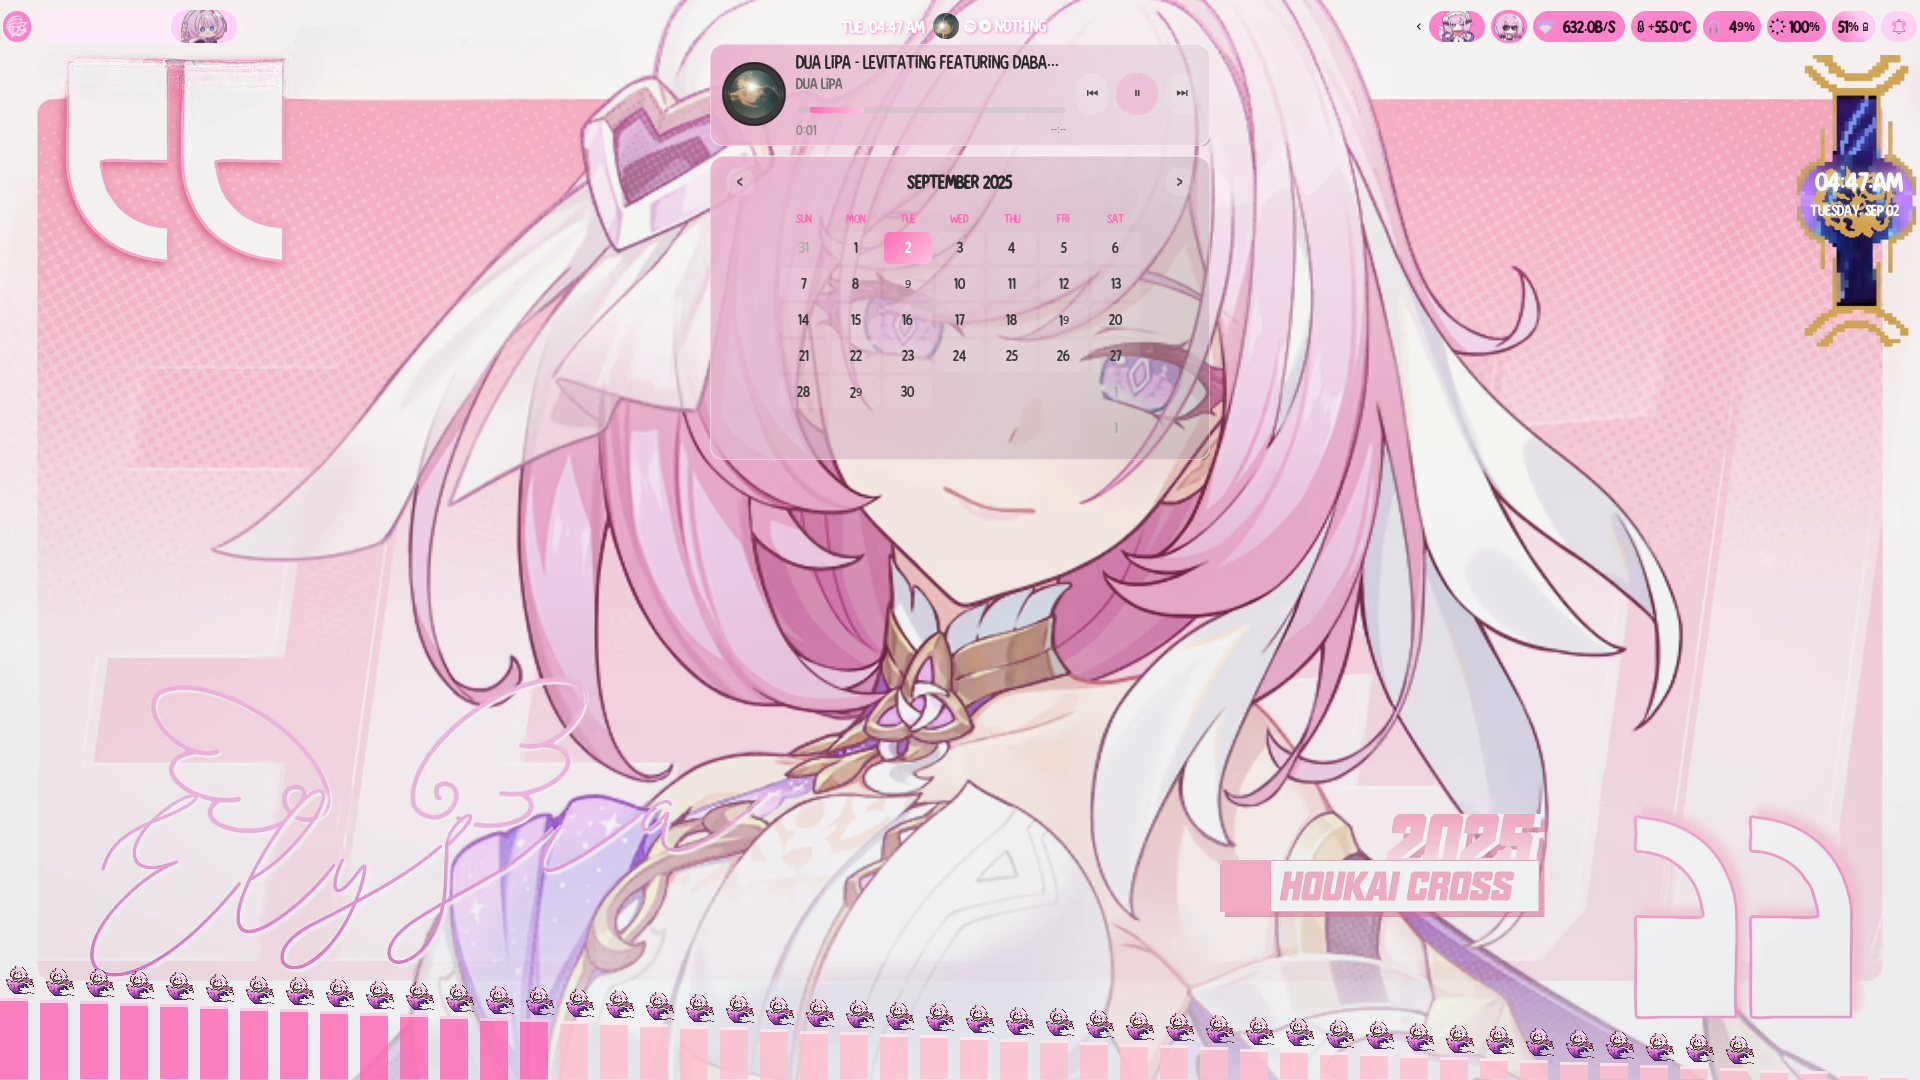 TUE, 04:47 AM NOTHING
632.0B/S +55.0°C 49% 100% 51%
DUA LIPA - LEVITATING FEATURING DABA...
DUA LIPA
0:01 --:--
< SEPTEMBER 2025 >
SUN MON TUE WED THU FRI SAT
31 1 2 3 4 5 6
7 8 9 10 11 12 13
14 15 16 17 18 19 20
21 22 23 24 25 26 27
28 29 30
1
04:47:AM
TUESDAY, SEP 02
Elysia
2025
HOUKAI CROSS